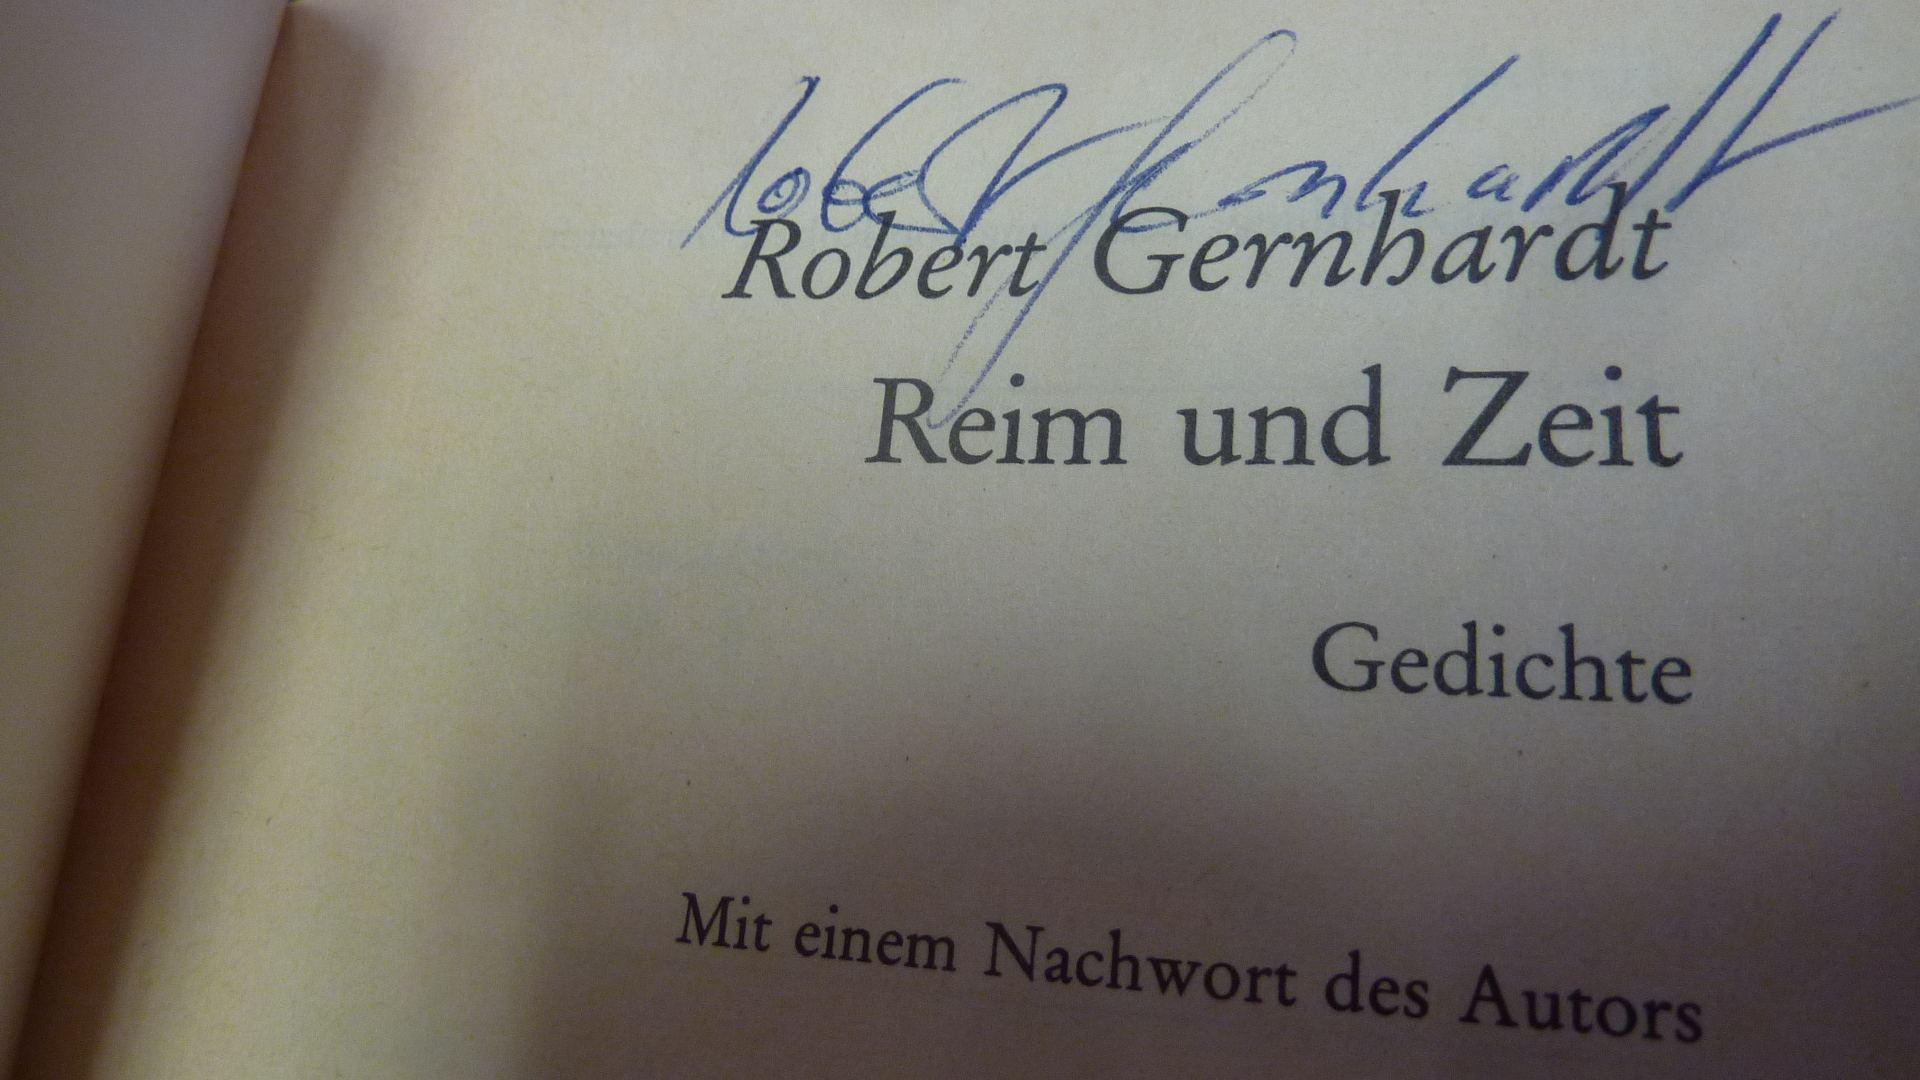 Robert Gernhardt
Robert Gernhardt
Reim und Zeit
Gedichte
Mit einem Nachwort des Autors